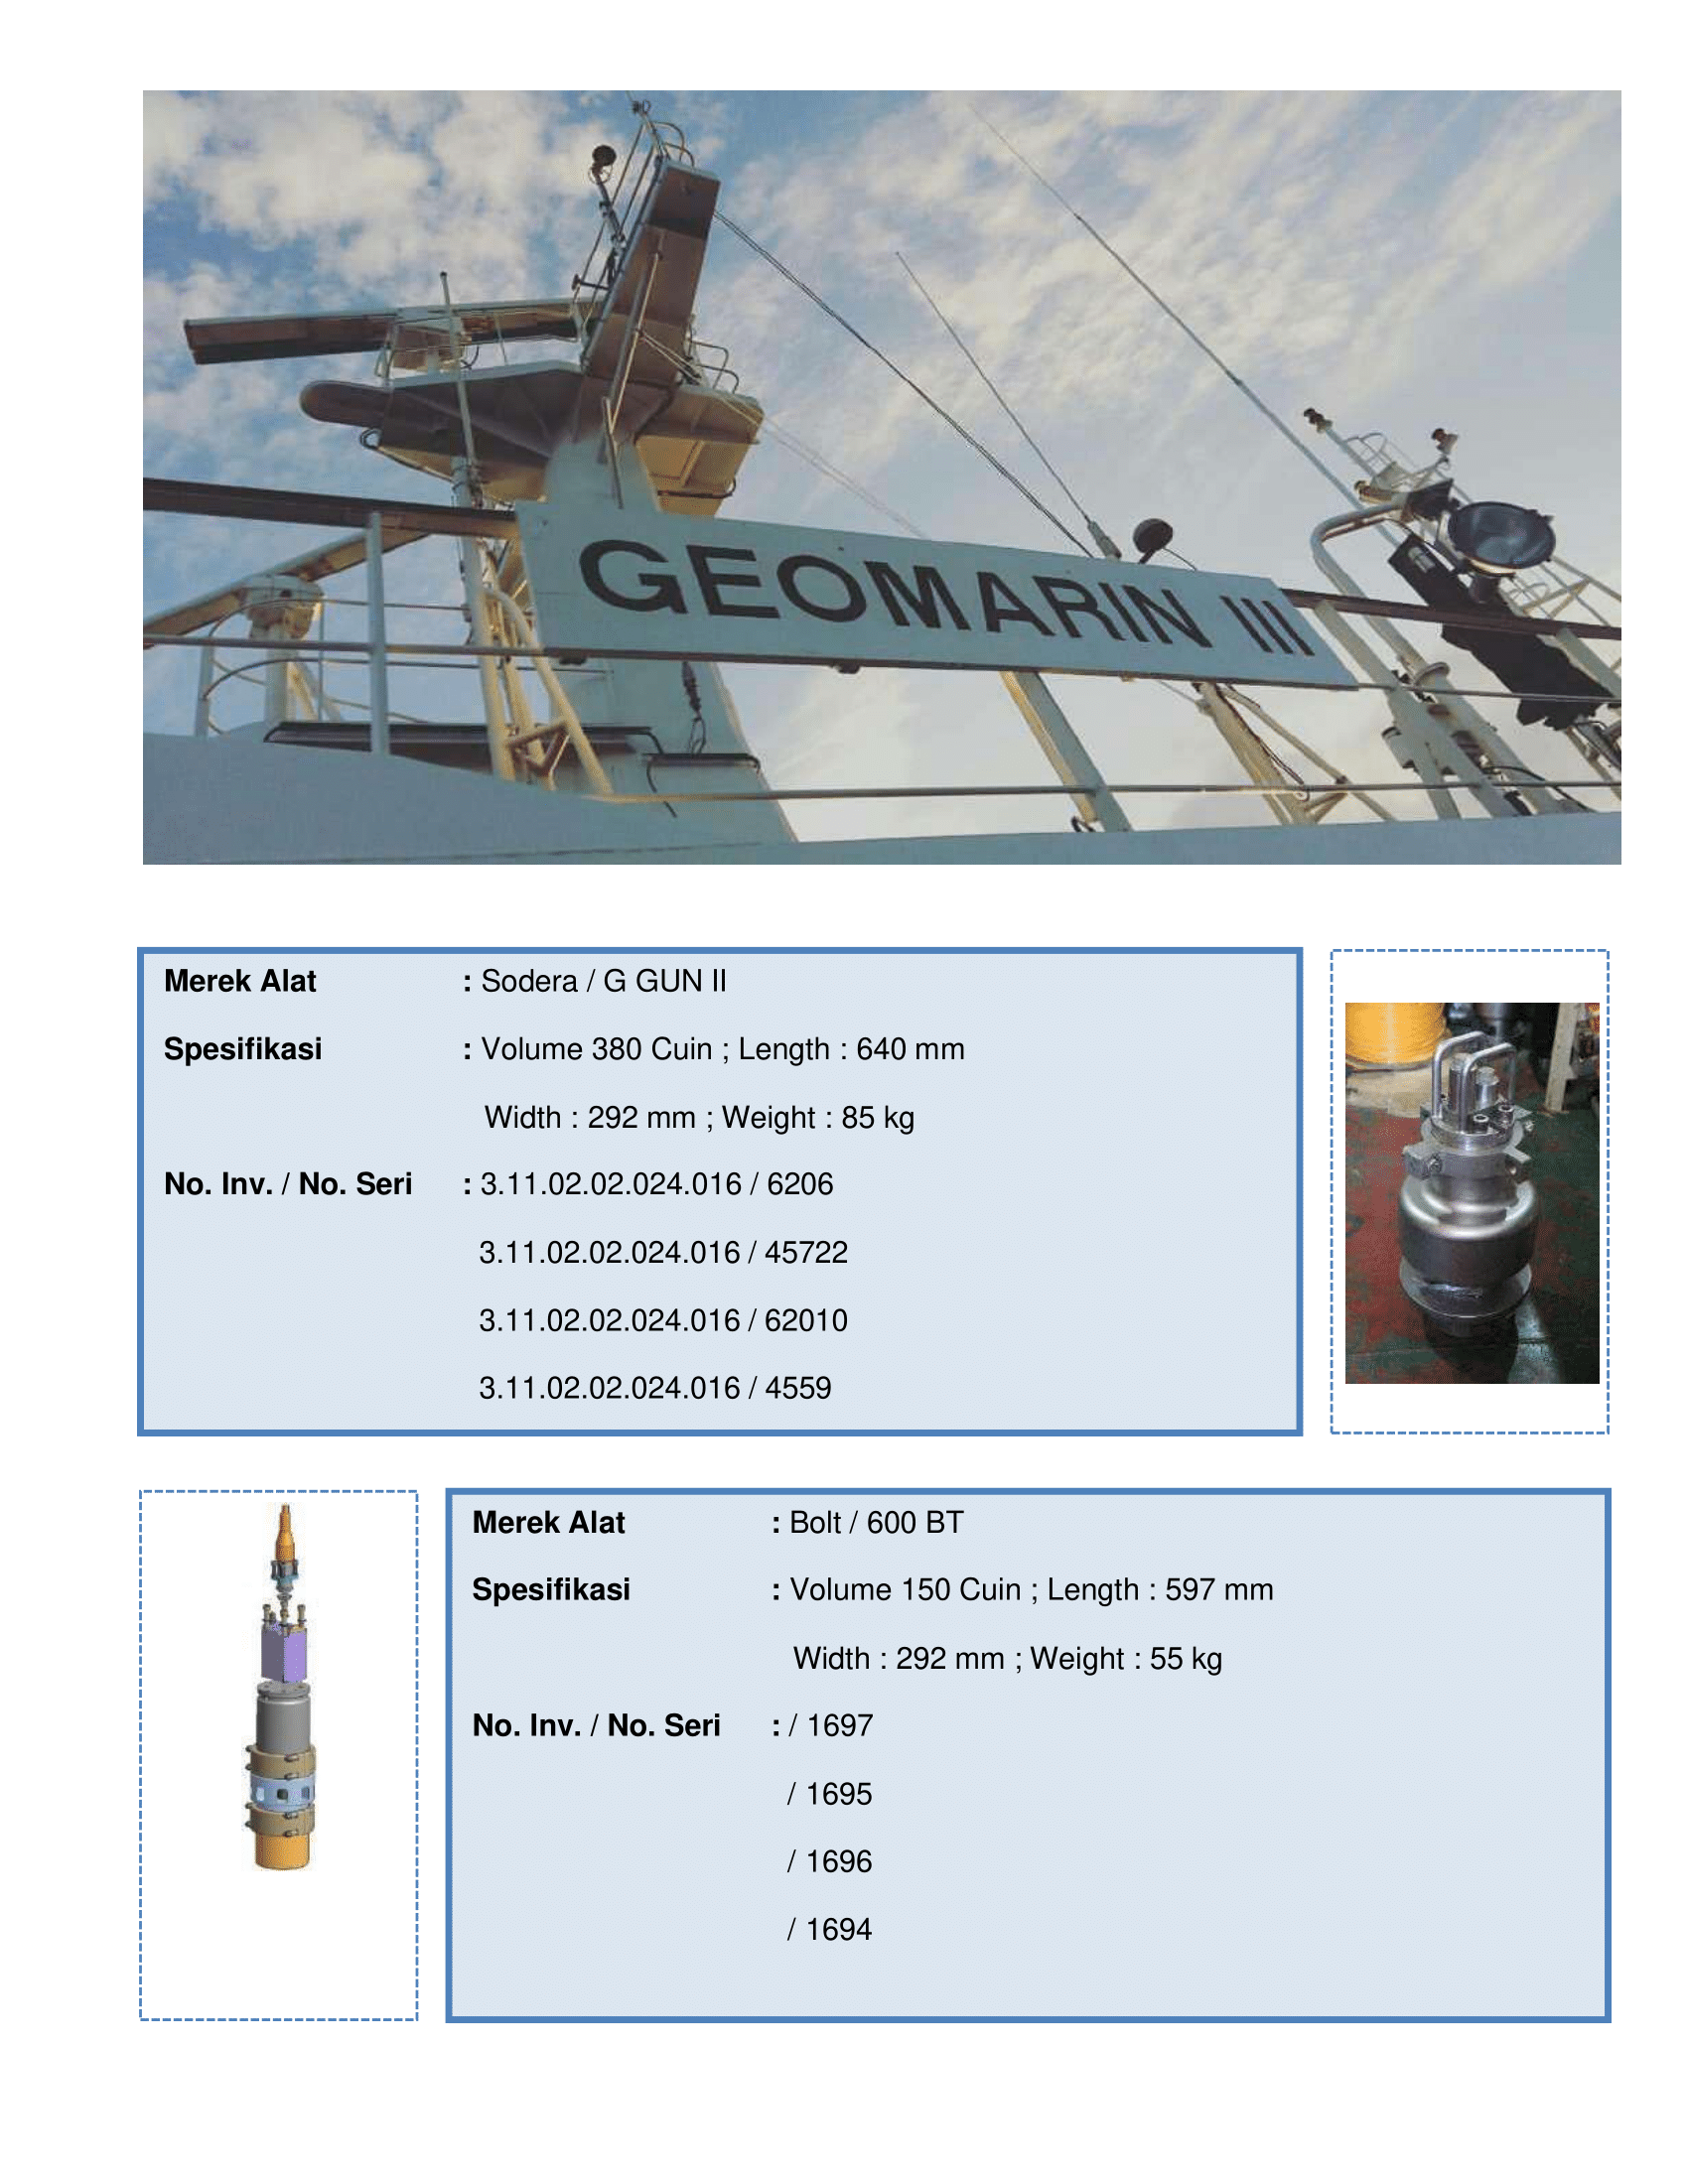 GEOMARIN III
Merek Alat : Sodera / G GUN II
Spesifikasi : Volume 380 Cuin ; Length : 640 mm
Width : 292 mm ; Weight : 85 kg
No. Inv. / No. Seri : 3.11.02.02.024.016 / 6206
3.11.02.02.024.016 / 45722
3.11.02.02.024.016 / 62010
3.11.02.02.024.016 / 4559
Merek Alat : Bolt / 600 BT
Spesifikasi : Volume 150 Cuin ; Length : 597 mm
Width : 292 mm ; Weight : 55 kg
No. Inv. / No. Seri : / 1697
/ 1695
/ 1696
/ 1694